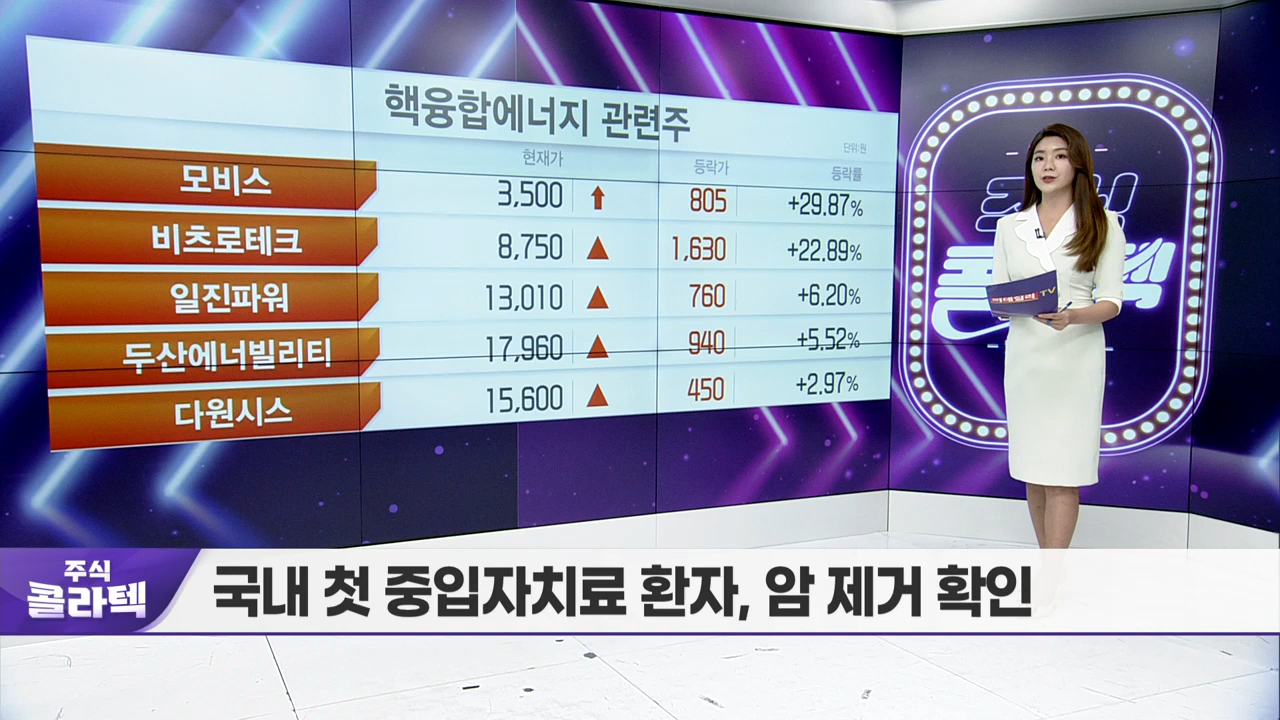 핵융합에너지 관련주
단위:원
현재가 등락가 등락률
모비스 3,500 805 +29.87%
비츠로테크 8,750 1,630 +22.89%
일진파워 13,010 760 +6.20%
두산에너빌리티 17,960 940 +5.52%
다원시스 15,600 450 +2.97%
TV
주식
콜라텍
국내 첫 중입자치료 환자, 암 제거 확인